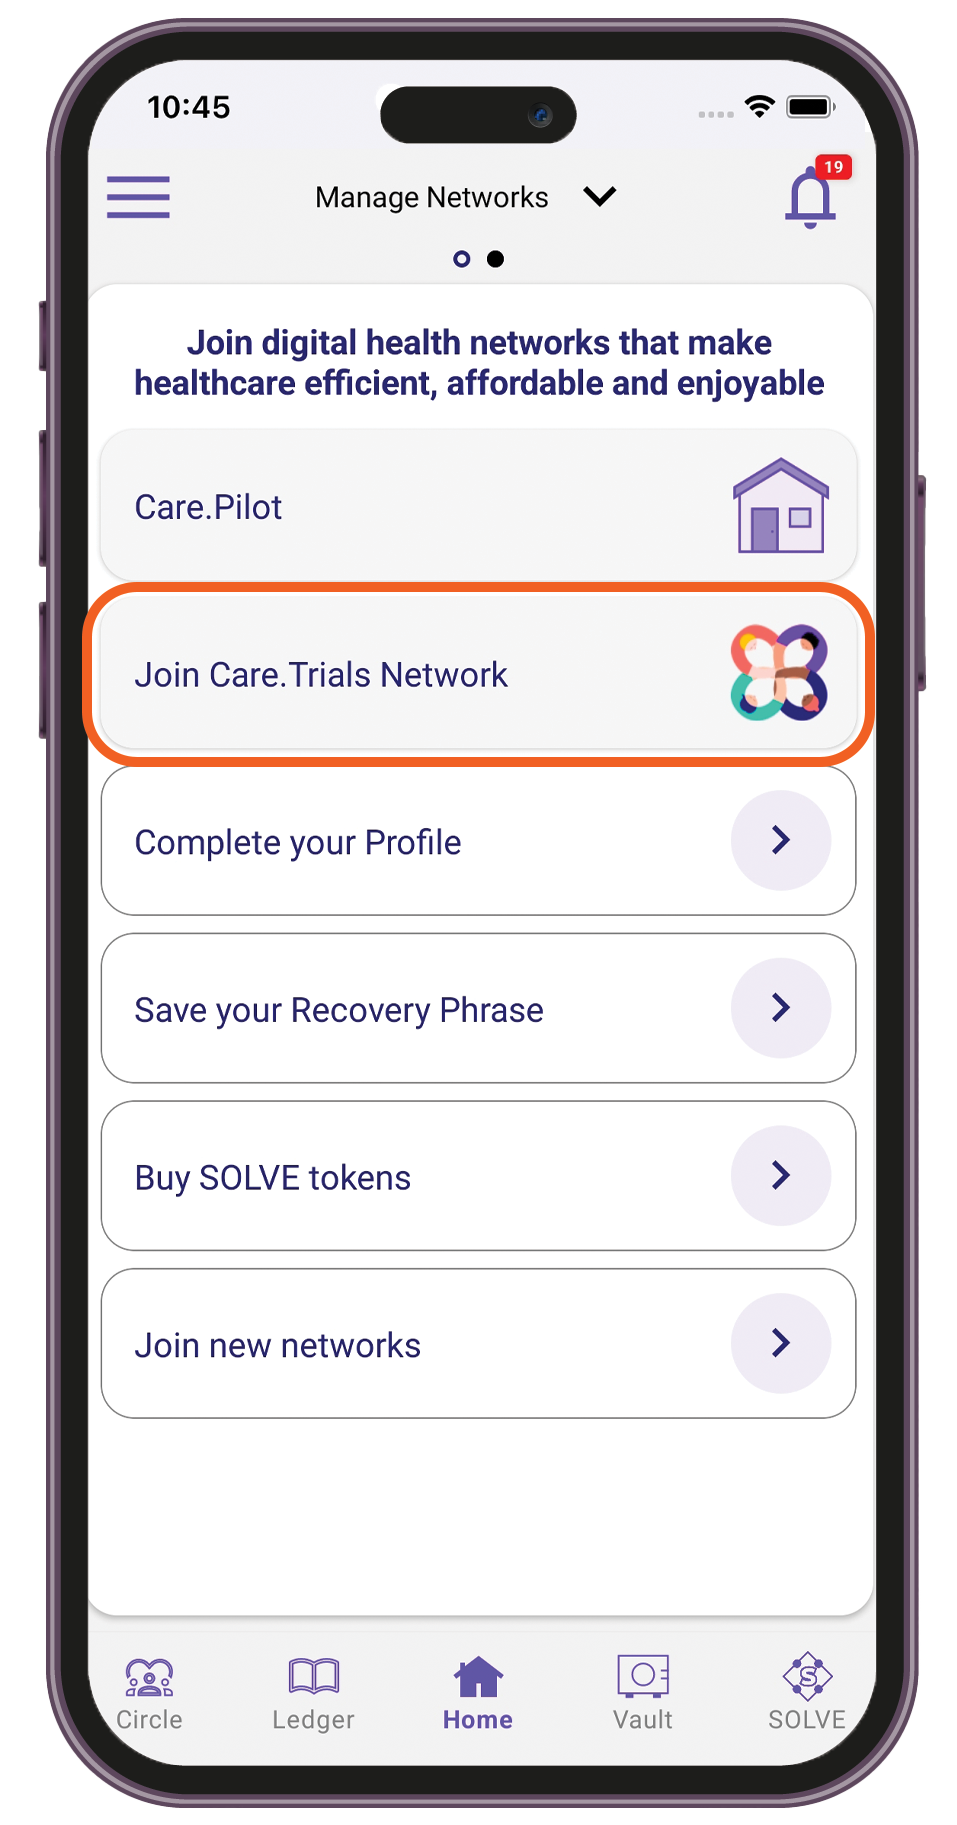 10:45
19
Manage Networks
Join digital health networks that make
healthcare efficient, affordable and enjoyable
Care.Pilot
Join Care.Trials Network
Complete your Profile
Save your Recovery Phrase
Buy SOLVE tokens
Join new networks
S
Circle
Ledger
Home
Vault
SOLVE